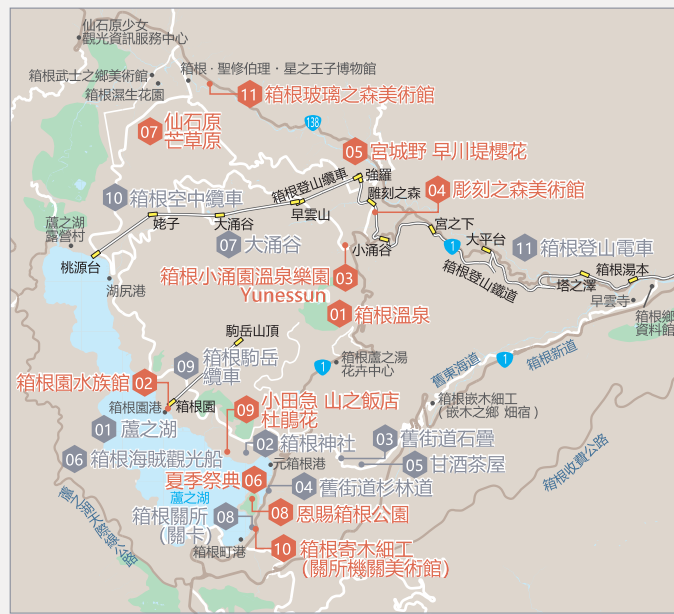 仙石原少女
觀光資訊服務中心
箱根武士之鄉美術館
箱根·聖修伯理·星之王子博物館
箱根濕生花園
11 箱根玻璃之森美術館
138
07 仙石原
芒草原
05 宮城野 早川堤櫻花
10 箱根空中纜車
箱根登山纜車
強羅
雕刻之森
04 彫刻之森美術館
早雲山
大涌谷
姥子
宮之下
蘆之湖
露營村
07 大涌谷
小涌谷
1
大平台
11 箱根登山電車
桃源台
箱根小涌園溫泉樂園
Yunessun
03
箱根登山鐵道
箱根湯本
塔之澤
湖尻港
早雲寺
01 箱根溫泉
箱根鄉
資料館
駒岳山頂
09 箱根駒岳
纜車
1
箱根蘆之湯
花卉中心
舊東海道
1
箱根新道
箱根園水族館 02
箱根園港
箱根園
09 小田急 山之飯店
杜鵑花
箱根嵌木細工
(嵌木之鄉 畑宿)
01 蘆之湖
02 箱根神社
03 舊街道石疊
06 箱根海賊觀光船
元箱根港
05 甘酒茶屋
箱根收費公路
夏季祭典 06
04 舊街道杉林道
蘆之湖
蘆之湖天際線公路
箱根關所
(關卡)
08
08 恩賜箱根公園
箱根町港
10 箱根寄木細工
(關所機關美術館)